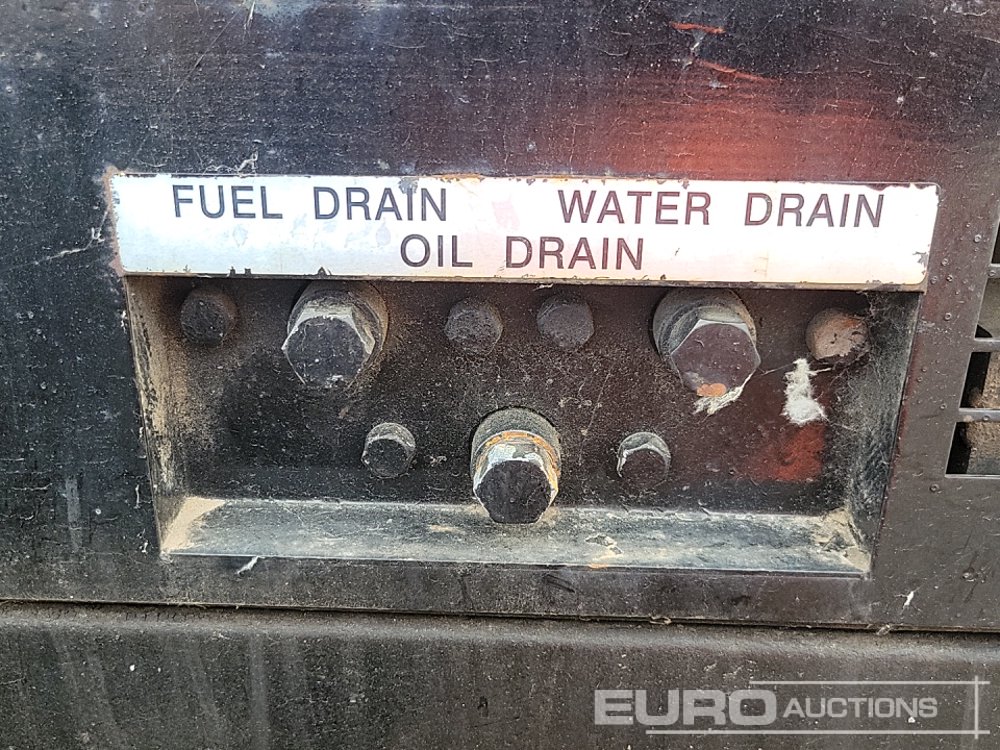 FUEL DRAIN WATER DRAIN
OIL DRAIN
EURO AUCTIONS